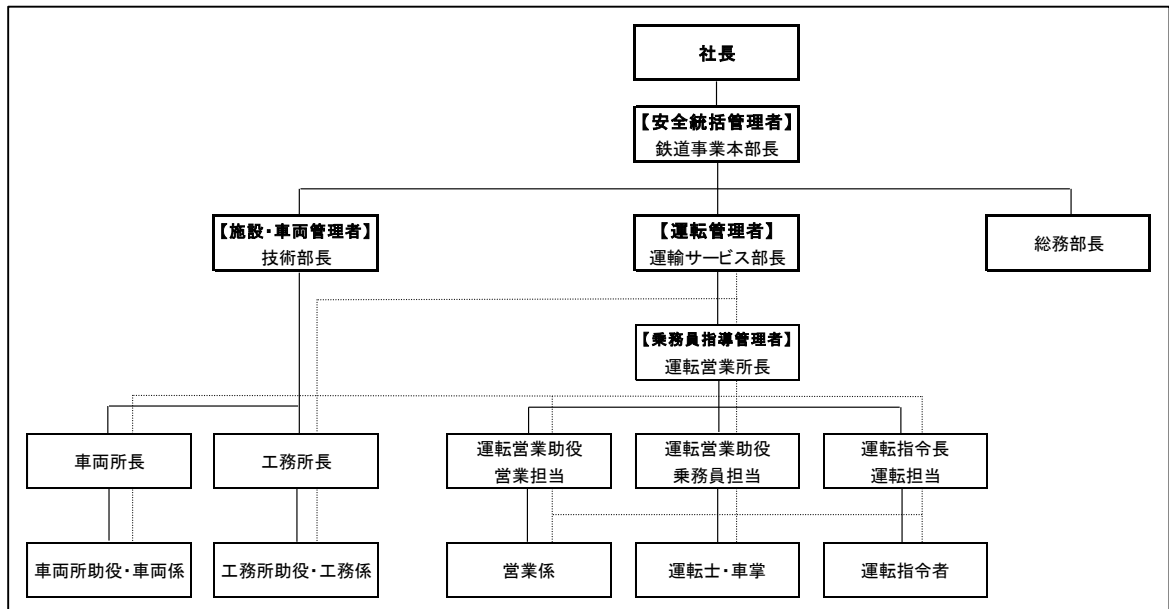 社長
【安全統括管理者】
鉄道事業本部長
【施設・車両管理者】
技術部長
【運転管理者】
運輸サービス部長
総務部長
【乗務員指導管理者】
運転営業所長
車両所長
工務所長
運転営業助役
営業担当
運転営業助役
乗務員担当
運転指令長
運転担当
車両所助役・車両係
工務所助役・工務係
営業係
運転士・車掌
運転指令者